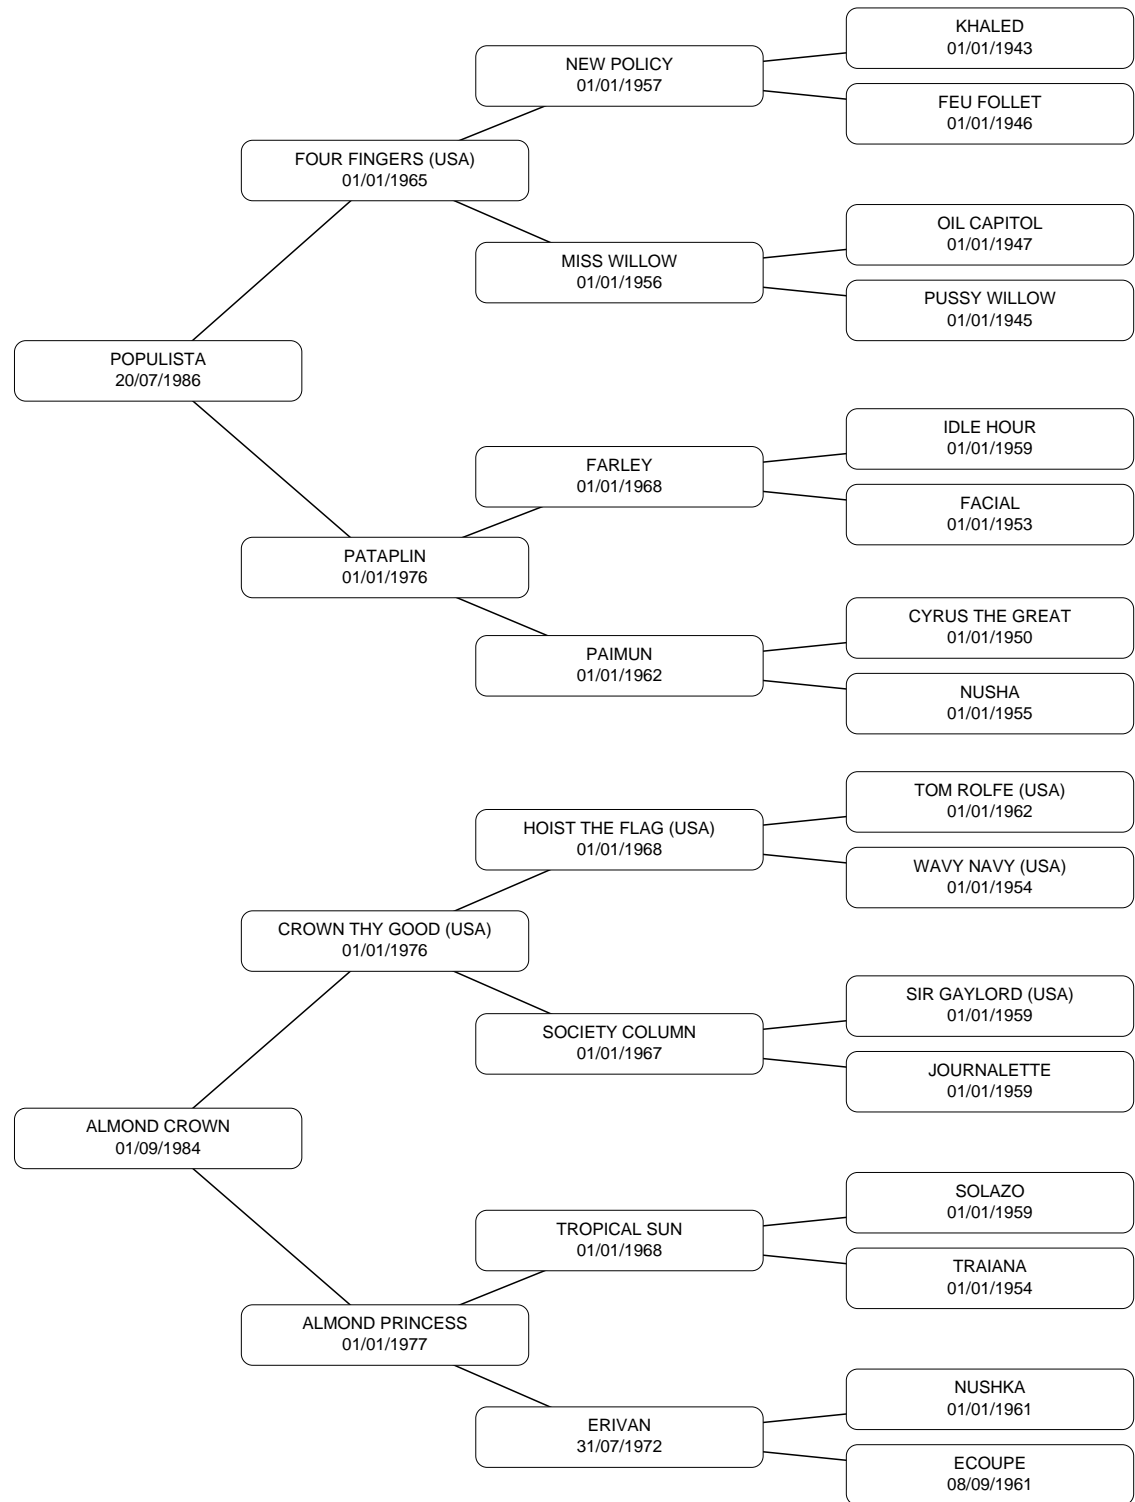 KHALED
01/01/1943
NEW POLICY
01/01/1957
FEU FOLLET
01/01/1946
FOUR FINGERS (USA)
01/01/1965
OIL CAPITOL
01/01/1947
MISS WILLOW
01/01/1956
PUSSY WILLOW
01/01/1945
POPULISTA
20/07/1986
IDLE HOUR
01/01/1959
FARLEY
01/01/1968
FACIAL
01/01/1953
PATAPLIN
01/01/1976
CYRUS THE GREAT
01/01/1950
PAIMUN
01/01/1962
NUSHA
01/01/1955
TOM ROLFE (USA)
01/01/1962
HOIST THE FLAG (USA)
01/01/1968
WAVY NAVY (USA)
01/01/1954
CROWN THY GOOD (USA)
01/01/1976
SIR GAYLORD (USA)
01/01/1959
SOCIETY COLUMN
01/01/1967
JOURNALETTE
01/01/1959
ALMOND CROWN
01/09/1984
SOLAZO
01/01/1959
TROPICAL SUN
01/01/1968
TRAIANA
01/01/1954
ALMOND PRINCESS
01/01/1977
NUSHKA
01/01/1961
ERIVAN
31/07/1972
ECOUPE
08/09/1961